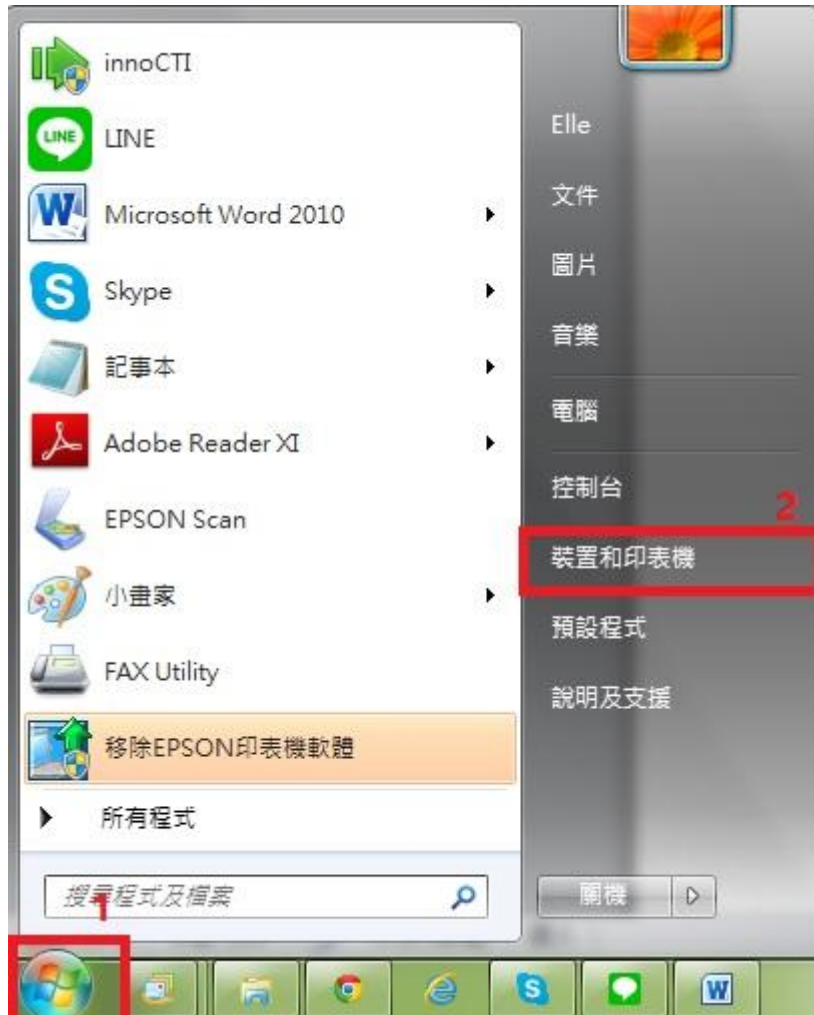 innoCTI
LINE
LINE
Microsoft Word 2010
Skype
記事本
Adobe Reader XI
EPSON Scan
小畫家
FAX Utility
移除EPSON印表機軟體
所有程式
搜尋程式及檔案
1
Elle
文件
圖片
音樂
電腦
控制台
2
裝置和印表機
預設程式
說明及支援
關機